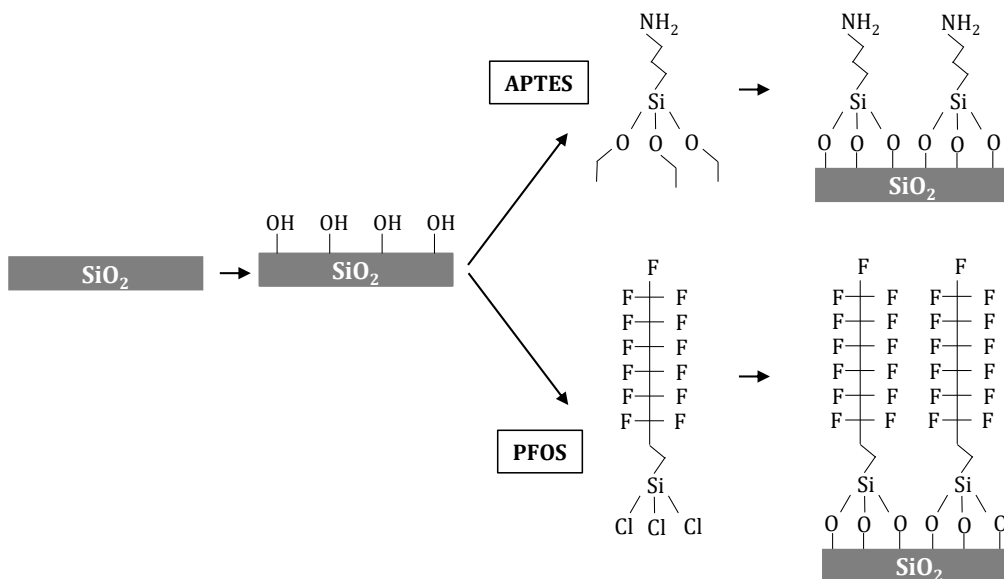 SiO₂
OH OH OH OH
SiO₂
APTES
NH₂
Si
O O O
NH₂ NH₂
Si Si
O O O O O O
SiO₂
PFOS
F
F F
F F
F F
F F
F F
F F
Si
Cl Cl Cl
F F
F F F F
F F F F
F F F F
F F F F
F F F F
F F F F
Si Si
O O O O O O
SiO₂